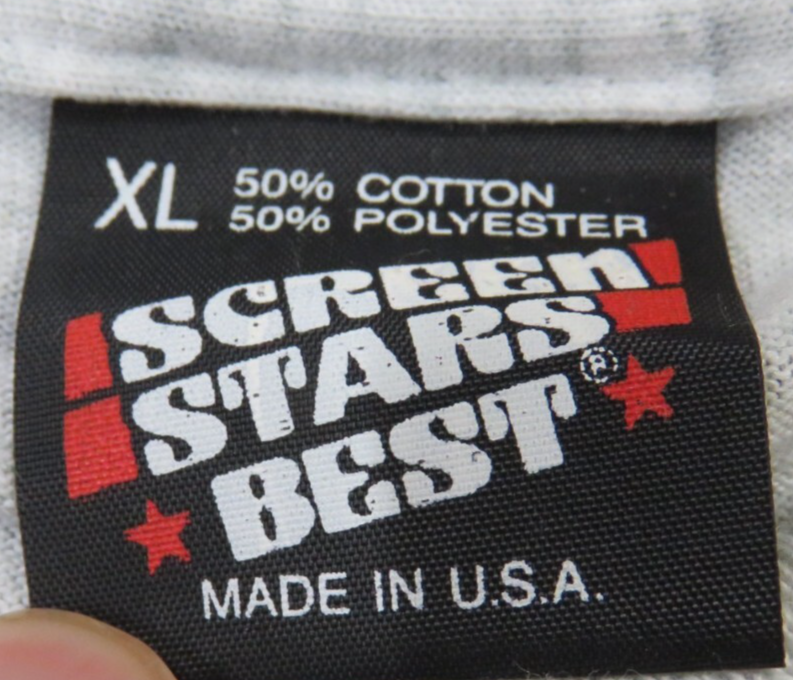 XL
50% COTTON
50% POLYESTER
SCREEn
STARS
BEST®
MADE IN U.S.A.